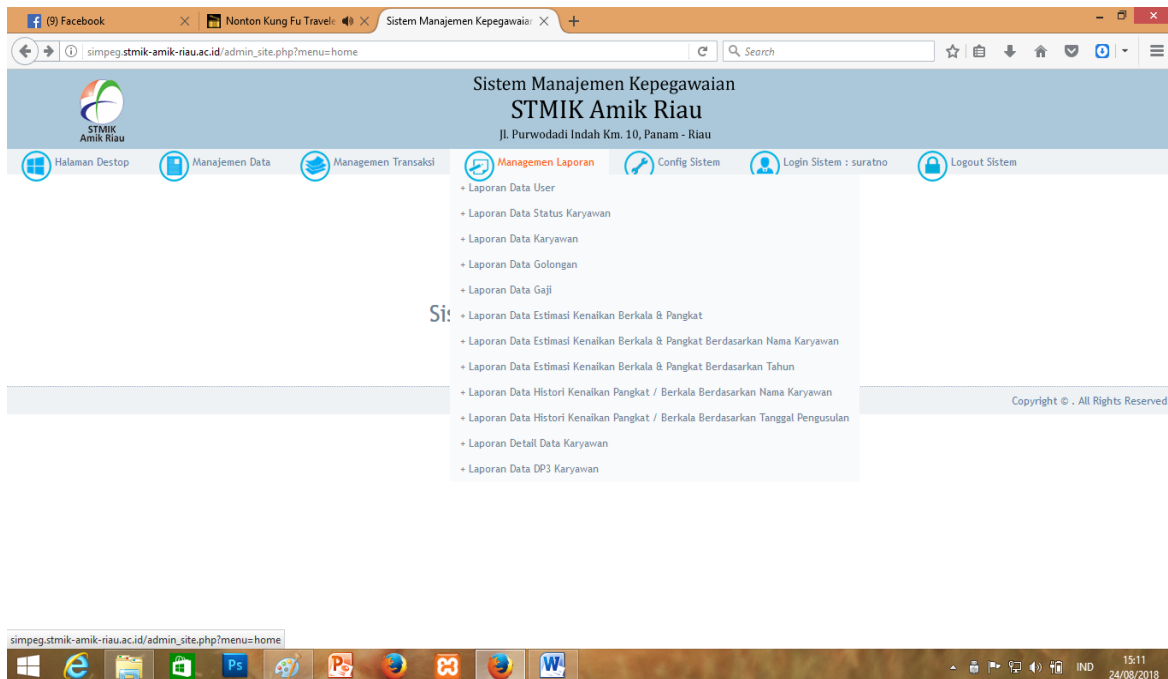 (9) Facebook
Nonton Kung Fu Travele
Sistem Manajemen Kepegawaian
simpeg.stmik-amik-riau.ac.id/admin_site.php?menu=home
Search
STMIK
Amik Riau
Sistem Manajemen Kepegawaian
STMIK Amik Riau
Jl. Purwodadi Indah Km. 10, Panam - Riau
Halaman Destop
Manajemen Data
Managemen Transaksi
Managemen Laporan
Config Sistem
Login Sistem : suratno
Logout Sistem
+ Laporan Data User
+ Laporan Data Status Karyawan
+ Laporan Data Karyawan
+ Laporan Data Golongan
+ Laporan Data Gaji
Sis
+ Laporan Data Estimasi Kenaikan Berkala & Pangkat
+ Laporan Data Estimasi Kenaikan Berkala & Pangkat Berdasarkan Nama Karyawan
+ Laporan Data Estimasi Kenaikan Berkala & Pangkat Berdasarkan Tahun
+ Laporan Data Histori Kenaikan Pangkat / Berkala Berdasarkan Nama Karyawan
Copyright © . All Rights Reserved
+ Laporan Data Histori Kenaikan Pangkat / Berkala Berdasarkan Tanggal Pengusulan
+ Laporan Detail Data Karyawan
+ Laporan Data DP3 Karyawan
simpeg.stmik-amik-riau.ac.id/admin_site.php?menu=home
Ps
IND
15:11
24/08/2018